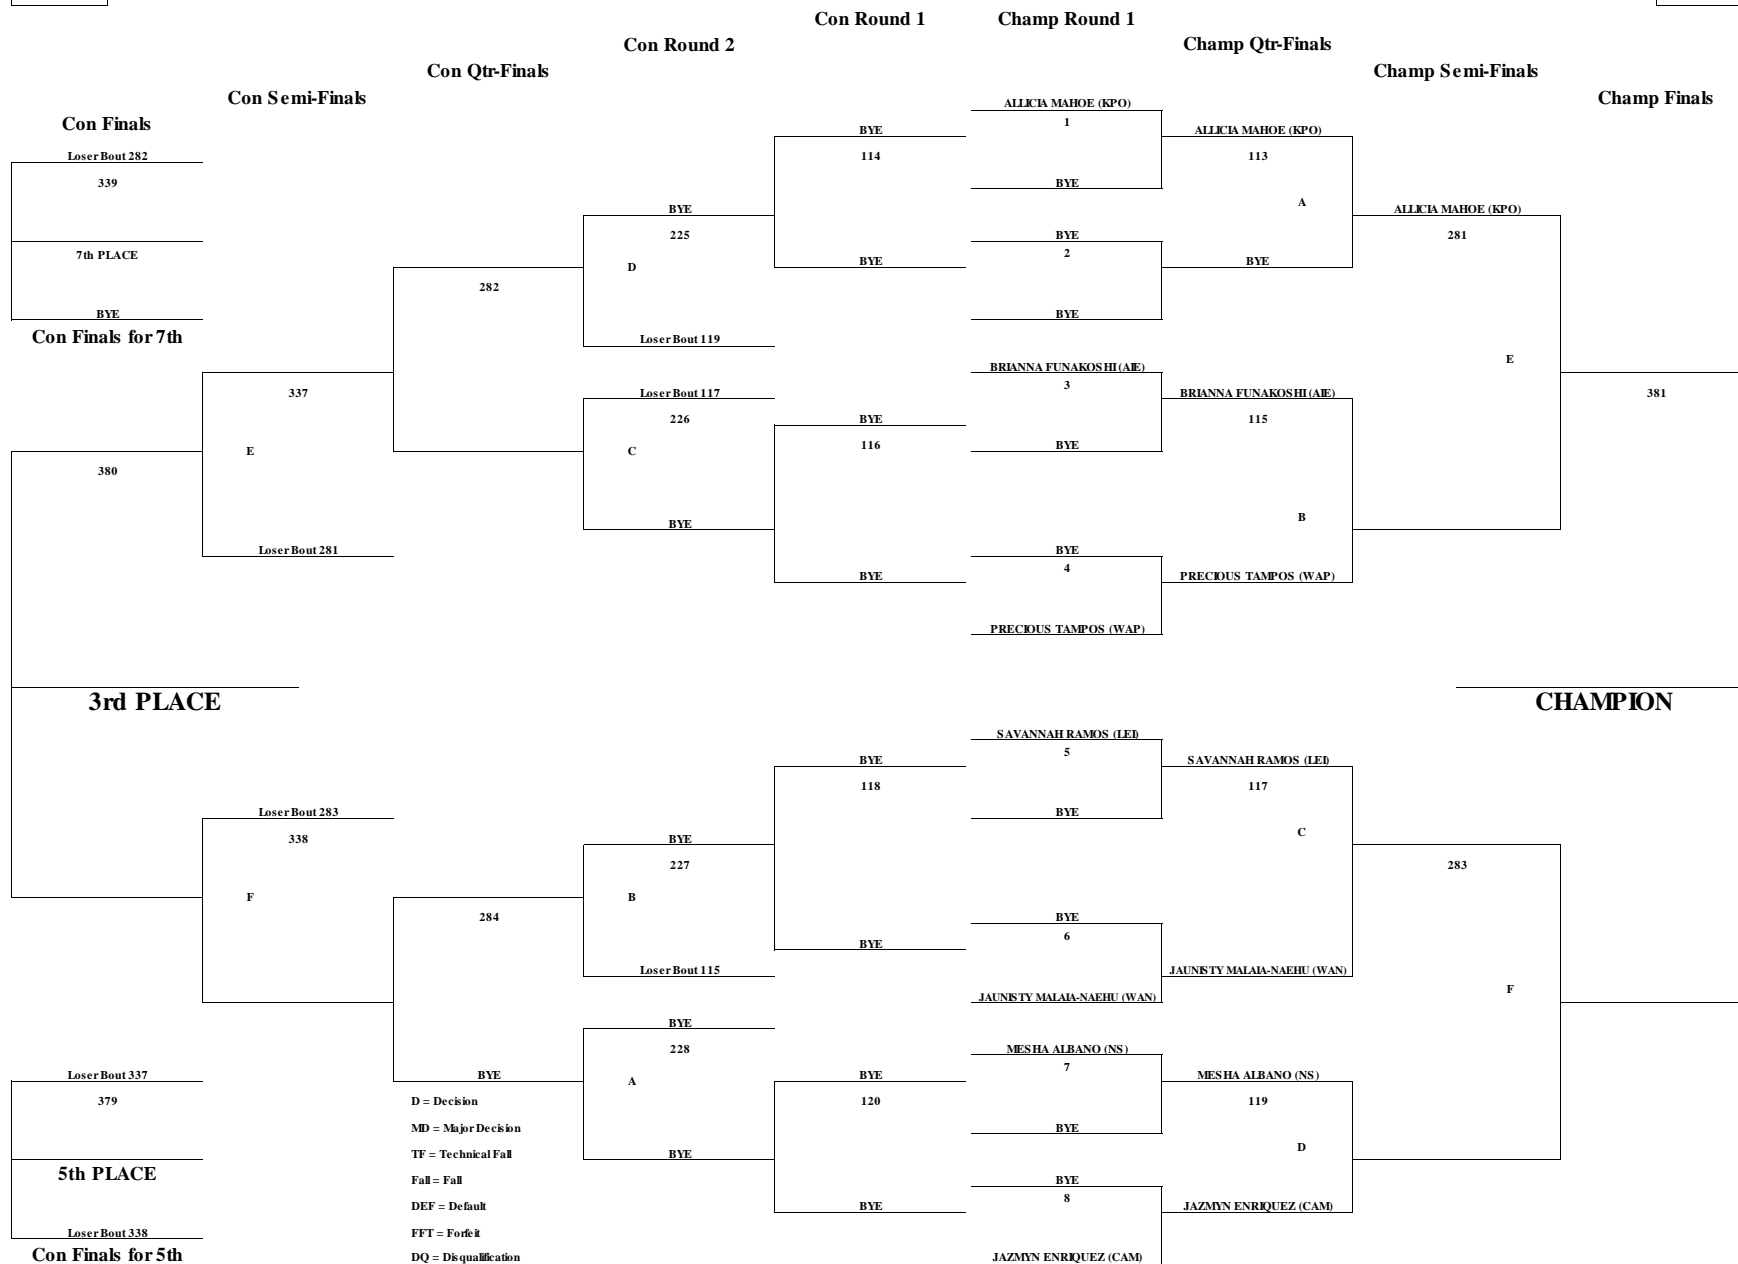 Con Round 1
Champ Round 1
Con Round 2
Champ Qtr-Finals
Con Qtr-Finals
Champ Semi-Finals
Con Semi-Finals
Champ Finals
Con Finals
Loser Bout 282
339
7th PLACE
BYE
Con Finals for 7th
380
3rd PLACE
Loser Bout 337
379
5th PLACE
Loser Bout 338
Con Finals for 5th
337
E
Loser Bout 281
Loser Bout 283
338
F
282
284
BYE
D = Decision
MD = Major Decision
TF = Technical Fall
Fall = Fall
DEF = Default
FFT = Forfeit
DQ = Disqualification
BYE
225
D
Loser Bout 119
Loser Bout 117
226
C
BYE
BYE
227
B
Loser Bout 115
BYE
228
A
BYE
BYE
114
BYE
BYE
116
BYE
BYE
118
BYE
BYE
120
BYE
ALLICIA MAHOE (KPO)
1
BYE
BYE
2
BYE
BRIANNA FUNAKOSHI (AIE)
3
BYE
BYE
4
PRECIOUS TAMPOS (WAP)
SAVANNAH RAMOS (LEI)
5
BYE
BYE
6
JAUNISTY MALAIA-NAEHU (WAN)
MESHA ALBANO (NS)
7
BYE
BYE
8
JAZMYN ENRIQUEZ (CAM)
ALLICIA MAHOE (KPO)
113
A
BYE
BRIANNA FUNAKOSHI (AIE)
115
B
PRECIOUS TAMPOS (WAP)
SAVANNAH RAMOS (LEI)
117
C
JAUNISTY MALAIA-NAEHU (WAN)
MESHA ALBANO (NS)
119
D
JAZMYN ENRIQUEZ (CAM)
ALLICIA MAHOE (KPO)
281
E
283
F
381
CHAMPION